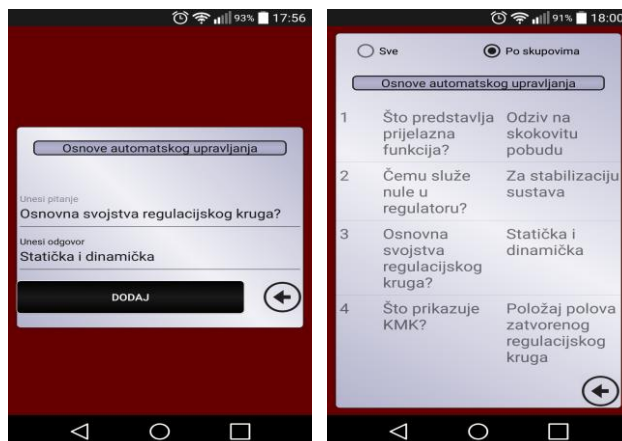 93% 17:56
Osnove automatskog upravljanja
Unesi pitanje
Osnovna svojstva regulacijskog kruga?
Unesi odgovor
Statička i dinamička
DODAJ
91% 18:00
Sve Po skupovima
Osnove automatskog upravljanja
1 Što predstavlja Odziv na
prijelazna skokovitu
funkcija? pobudu
2 Čemu služe Za stabilizaciju
nule u sustava
regulatoru?
3 Osnovna Statička i
svojstva dinamička
regulacijskog
kruga?
4 Što prikazuje Položaj polova
KMK? zatvorenog
regulacijskog
kruga